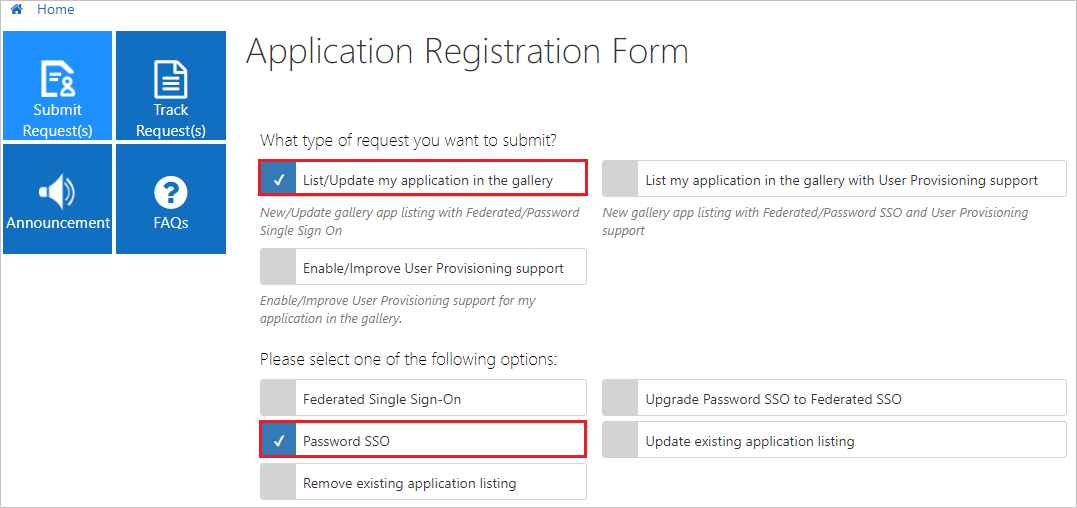 Home
Submit
Request(s)
Track
Request(s)
Announcement
FAQs
Application Registration Form
What type of request you want to submit?
List/Update my application in the gallery
List my application in the gallery with User Provisioning support
New/Update gallery app listing with Federated/Password
Single Sign On
New gallery app listing with Federated/Password SSO and User Provisioning
support
Enable/Improve User Provisioning support
Enable/Improve User Provisioning support for my
application in the gallery.
Please select one of the following options:
Federated Single Sign-On
Upgrade Password SSO to Federated SSO
Password SSO
Update existing application listing
Remove existing application listing